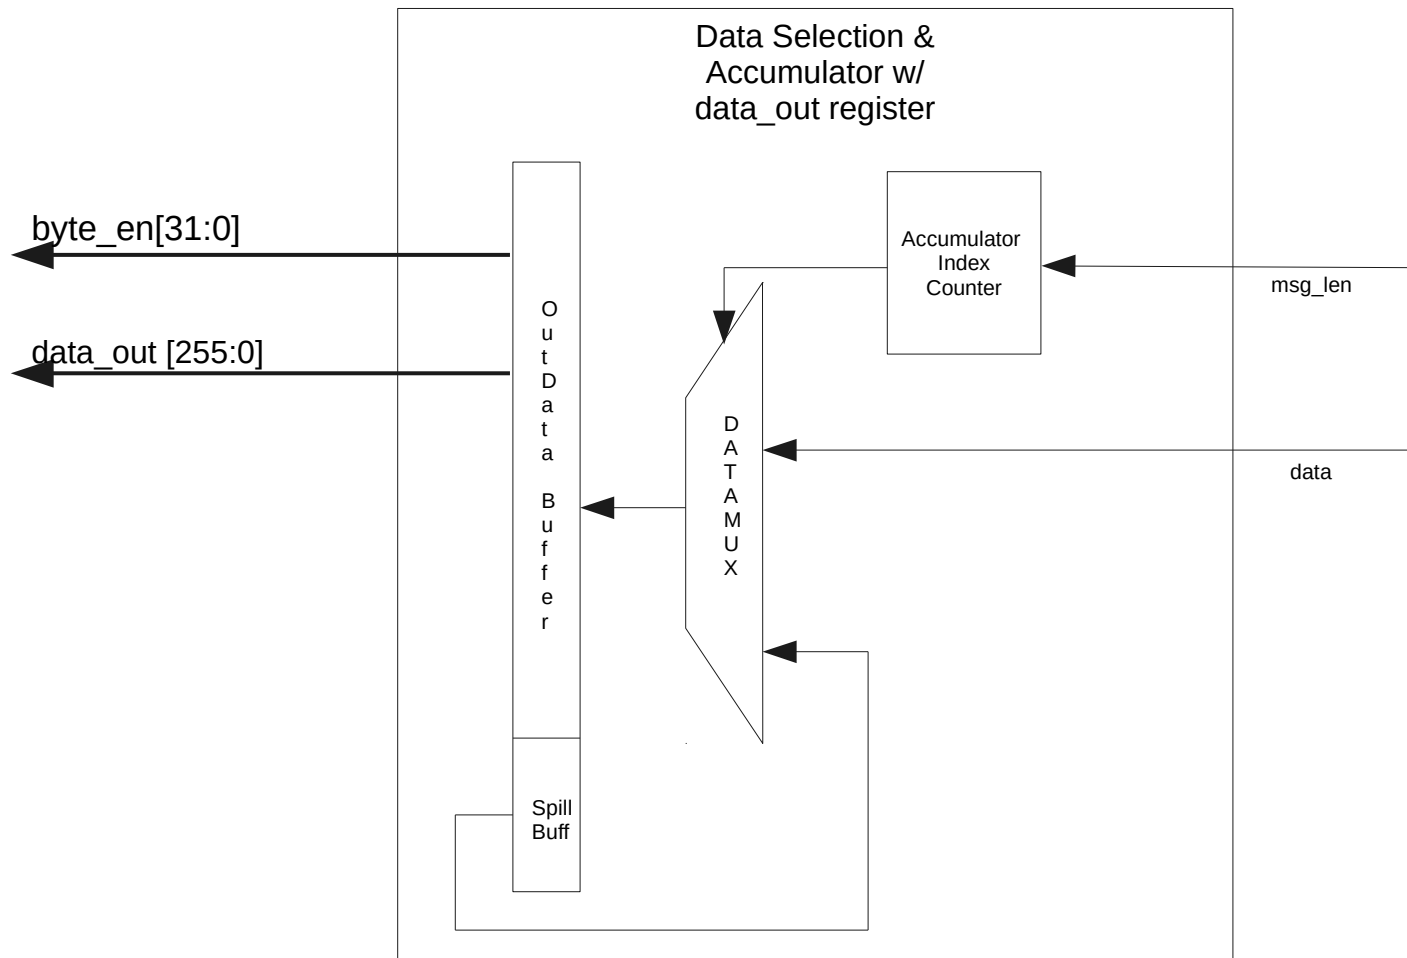 Data Selection &
Accumulator w/
data_out register
byte_en[31:0]
data_out [255:0]
Accumulator
Index
Counter
msg_len
data
O
u
t
D
a
t
a
B
u
f
f
e
r
D
A
T
A
M
U
X
Spill
Buff